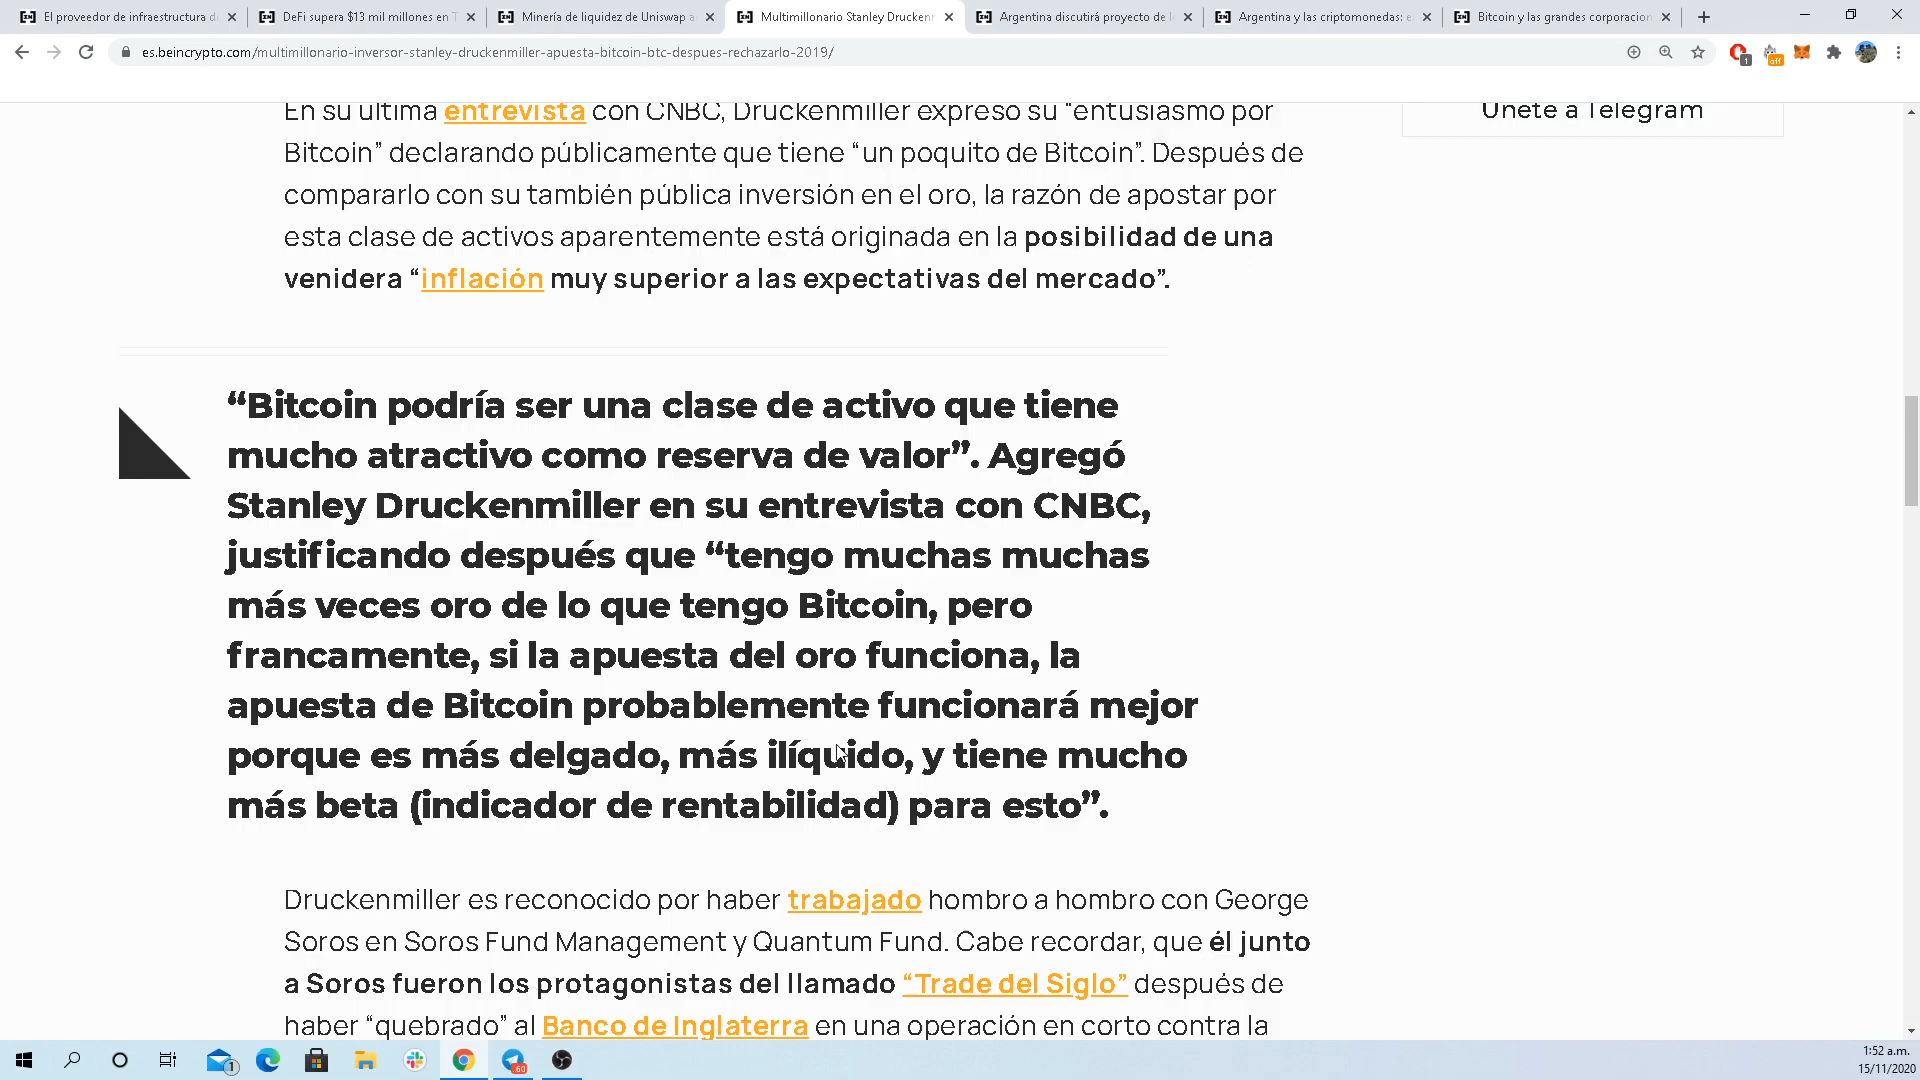 El proveedor de infraestructura d
DeFi supera $13 mil millones en T
Minería de liquidez de Uniswap a
Multimillonario Stanley Druckenm
Argentina discutirá proyecto de l
Argentina y las criptomonedas: e
Bitcoin y las grandes corporacion
es.beincrypto.com/multimillonario-inversor-stanley-druckenmiller-apuesta-bitcoin-btc-despues-rechazarlo-2019/
1
off
En su última entrevista con CNBC, Druckenmiller expresó su “entusiasmo por
Bitcoin” declarando públicamente que tiene “un poquito de Bitcoin”. Después de
compararlo con su también pública inversión en el oro, la razón de apostar por
esta clase de activos aparentemente está originada en la posibilidad de una
venidera “inflación muy superior a las expectativas del mercado”.
Únete a Telegram
“Bitcoin podría ser una clase de activo que tiene
mucho atractivo como reserva de valor”. Agregó
Stanley Druckenmiller en su entrevista con CNBC,
justificando después que “tengo muchas muchas
más veces oro de lo que tengo Bitcoin, pero
francamente, si la apuesta del oro funciona, la
apuesta de Bitcoin probablemente funcionará mejor
porque es más delgado, más ilíquido, y tiene mucho
más beta (indicador de rentabilidad) para esto”.
Druckenmiller es reconocido por haber trabajado hombro a hombro con George
Soros en Soros Fund Management y Quantum Fund. Cabe recordar, que él junto
a Soros fueron los protagonistas del llamado “Trade del Siglo” después de
haber “quebrado” al Banco de Inglaterra en una operación en corto contra la
1
60
1:52 a.m.
15/11/2020